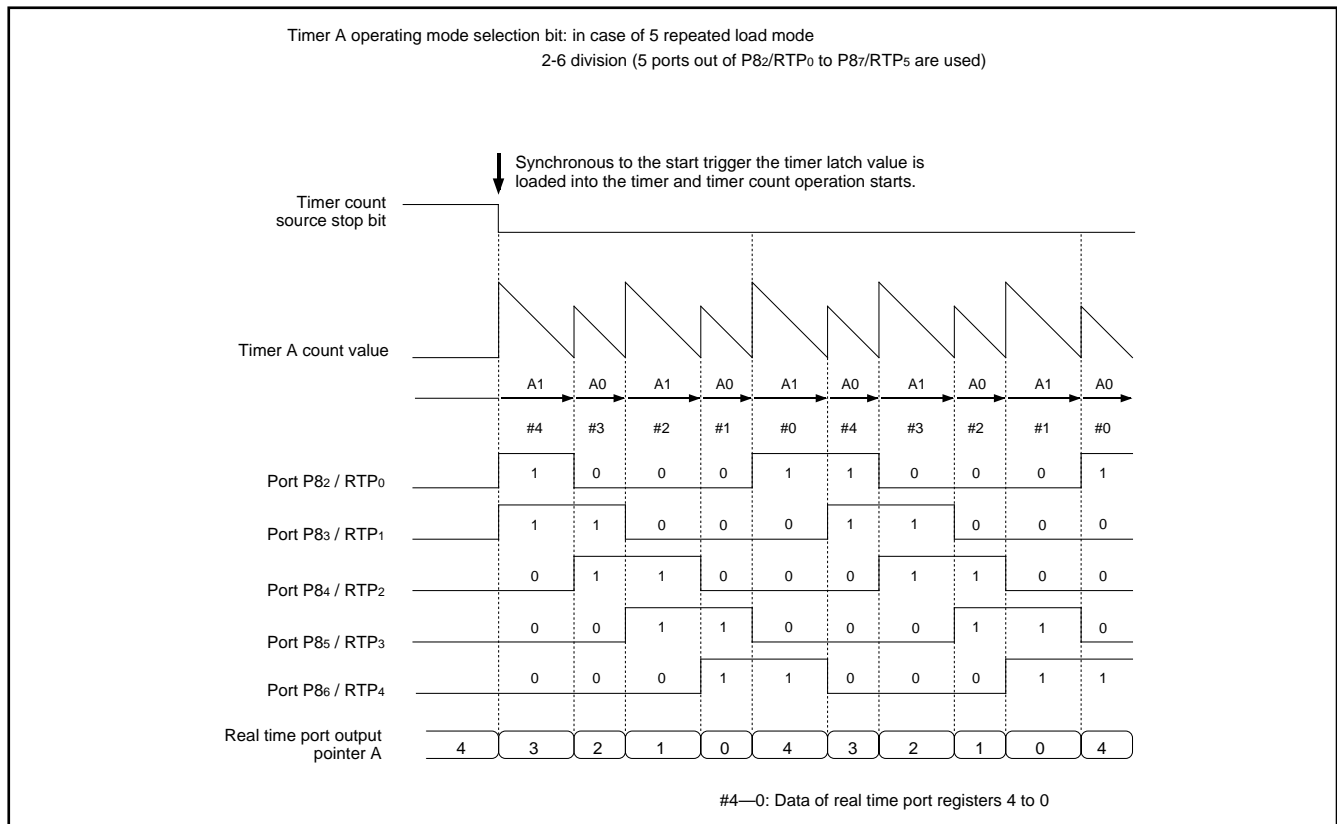 Timer A operating mode selection bit: in case of 5 repeated load mode
2-6 division (5 ports out of P82/RTP0 to P87/RTP5 are used)
Synchronous to the start trigger the timer latch value is
loaded into the timer and timer count operation starts.
Timer count
source stop bit
Timer A count value
A1 A0 A1 A0 A1 A0 A1 A0 A1 A0
#4 #3 #2 #1 #0 #4 #3 #2 #1 #0
Port P82 / RTP0 1 0 0 0 1 1 0 0 0 1
Port P83 / RTP1 1 1 0 0 0 1 1 0 0 0
Port P84 / RTP2 0 1 1 0 0 0 1 1 0 0
Port P85 / RTP3 0 0 1 1 0 0 0 1 1 0
Port P86 / RTP4 0 0 0 1 1 0 0 0 1 1
Real time port output
pointer A 4 3 2 1 0 4 3 2 1 0 4
#4—0: Data of real time port registers 4 to 0